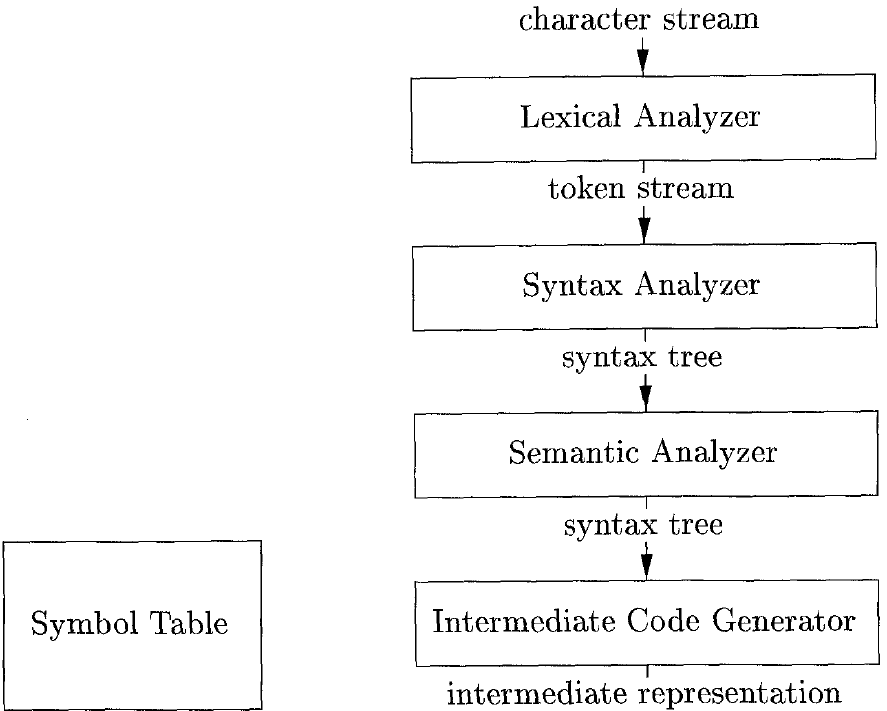 character stream
Lexical Analyzer
token stream
Syntax Analyzer
syntax tree
Semantic Analyzer
syntax tree
Symbol Table
Intermediate Code Generator
intermediate representation